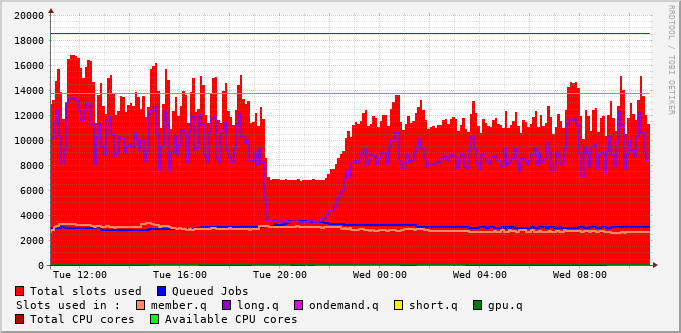 20000
18000
16000
14000
12000
10000
8000
6000
4000
2000
0
Tue 12:00 Tue 16:00 Tue 20:00 Wed 00:00 Wed 04:00 Wed 08:00
Total slots used Queued Jobs
Slots used in : member.q long.q ondemand.q short.q gpu.q
Total CPU cores Available CPU cores
RRDTOOL / TOBI OETIKER